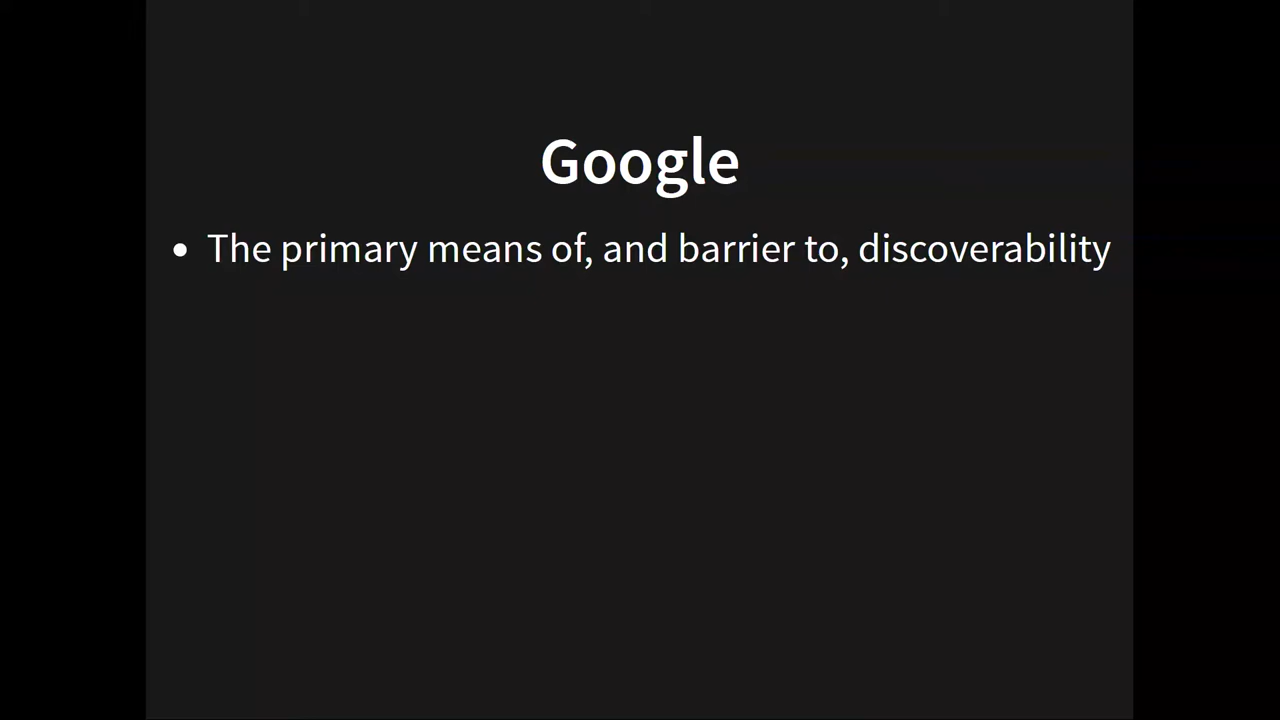 Google
• The primary means of, and barrier to, discoverability